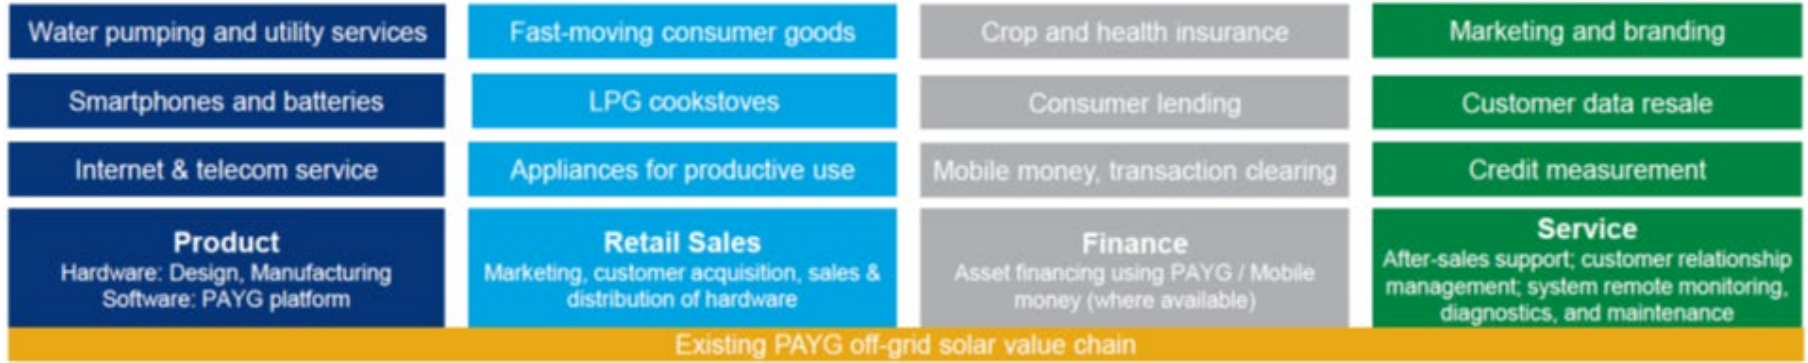 Water pumping and utility services
Fast-moving consumer goods
Crop and health insurance
Marketing and branding
Smartphones and batteries
LPG cookstoves
Consumer lending
Customer data resale
Internet & telecom service
Appliances for productive use
Mobile money, transaction clearing
Credit measurement
Product
Hardware: Design, Manufacturing
Software: PAYG platform
Retail Sales
Marketing, customer acquisition, sales &
distribution of hardware
Finance
Asset financing using PAYG / Mobile
money (where available)
Service
After-sales support; customer relationship
management; system remote monitoring,
diagnostics, and maintenance
Existing PAYG off-grid solar value chain